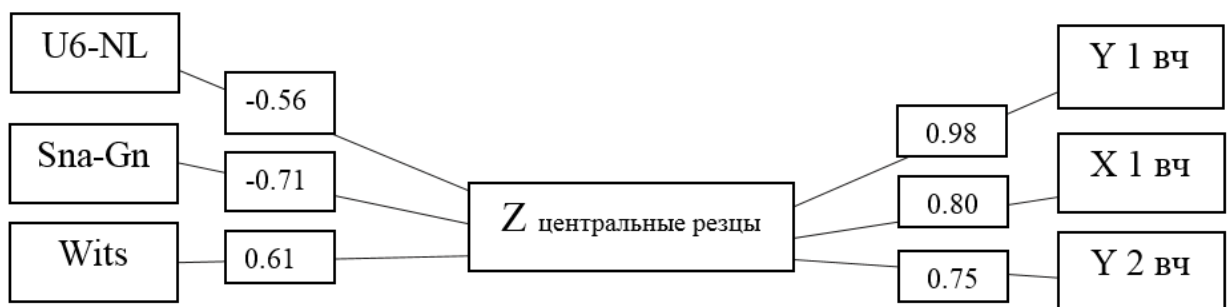 U6-NL
-0.56
Sna-Gn
-0.71
Wits
0.61
Z центральные резцы
Y 1 вч
0.98
X 1 вч
0.80
Y 2 вч
0.75